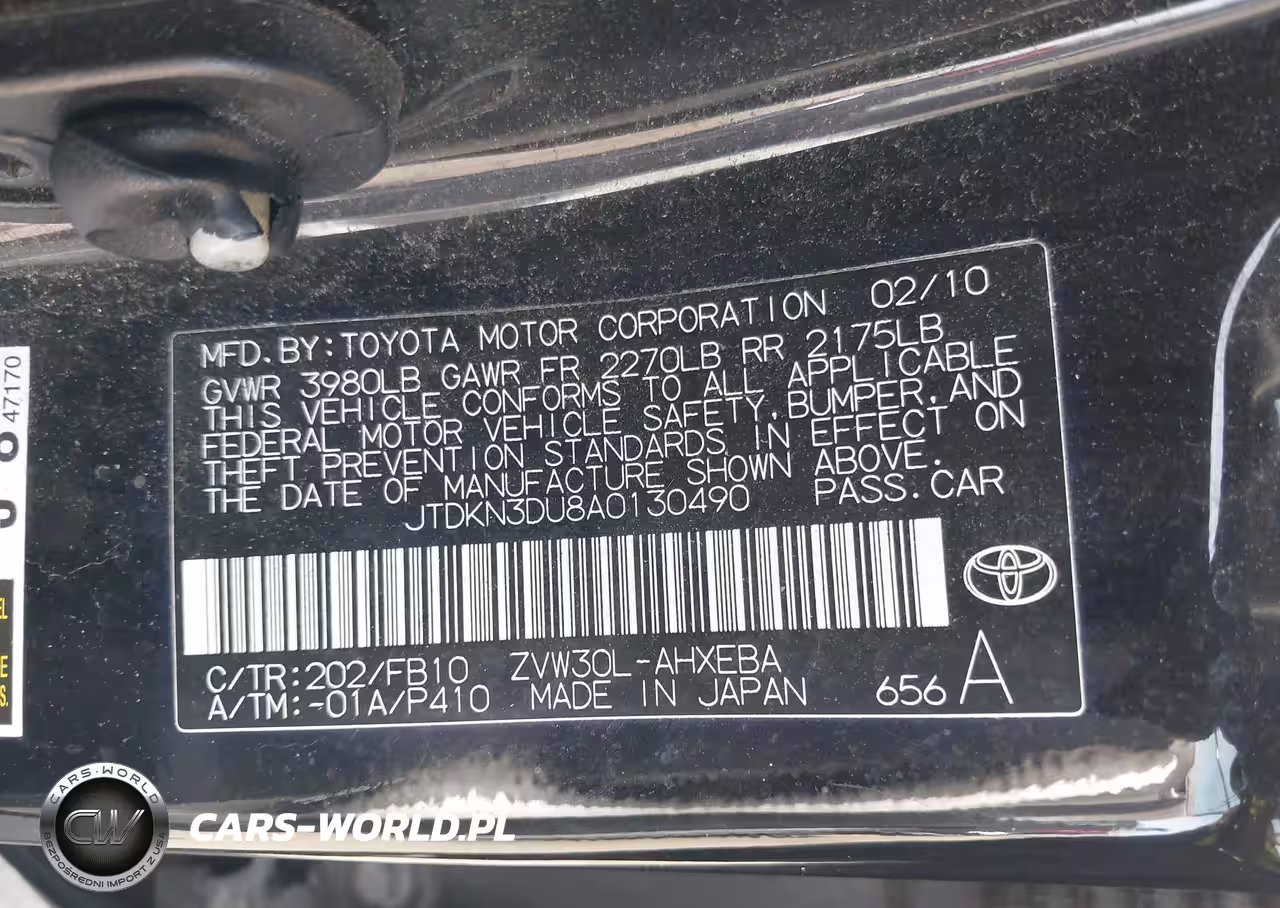 MFD. BY: TOYOTA MOTOR CORPORATION 02/10
GVWR 3980LB GAWR FR 2270LB RR 2175LB
THIS VEHICLE CONFORMS TO ALL APPLICABLE
FEDERAL MOTOR VEHICLE SAFETY, BUMPER, AND
THEFT PREVENTION STANDARDS IN EFFECT ON
THE DATE OF MANUFACTURE SHOWN ABOVE.
JTDKN3DU8A0130490 PASS. CAR
C/TR: 202/FB10 ZVW30L-AHXEBA
A/TM: -01A/P410 MADE IN JAPAN 656 A
47170
CARS-WORLD
CW
BEZPOŚREDNI IMPORT Z USA
CARS-WORLD.PL